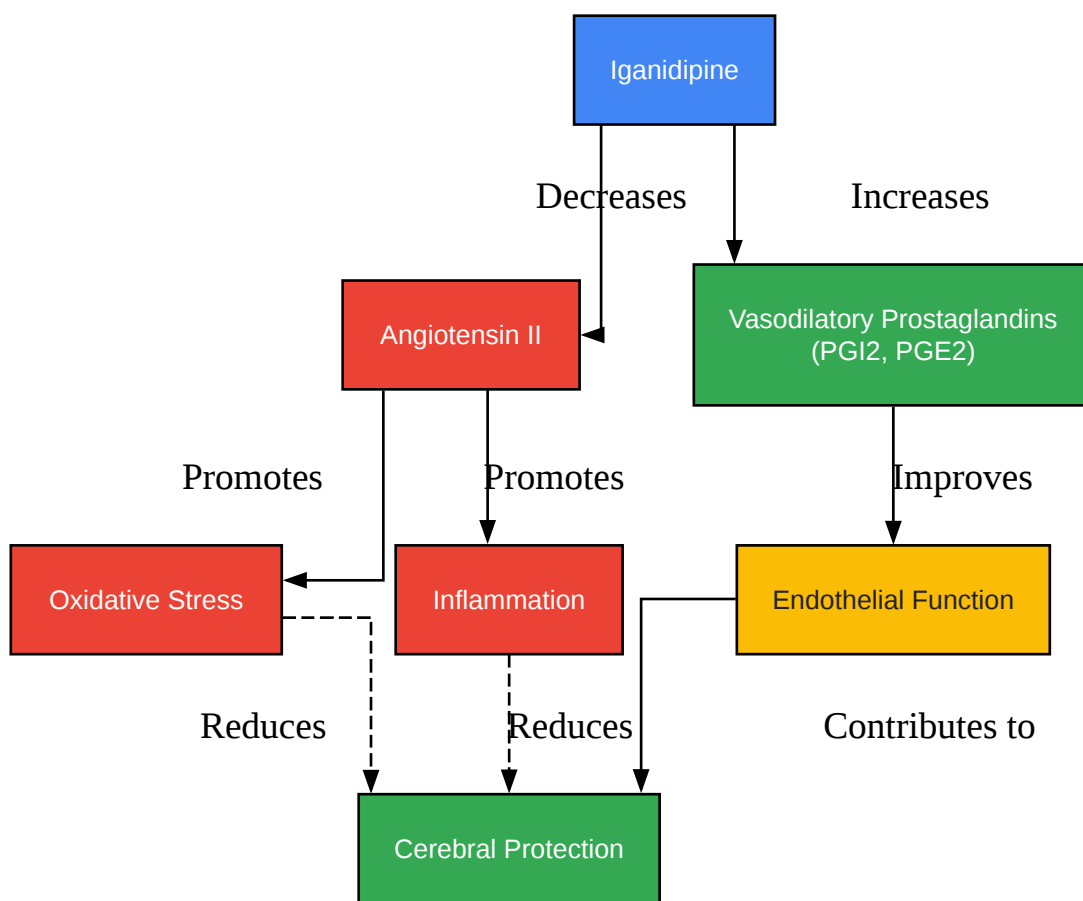 Iganidipine
Decreases
Increases
Angiotensin II
Vasodilatory Prostaglandins
(PGI2, PGE2)
Promotes
Promotes
Improves
Oxidative Stress
Inflammation
Endothelial Function
Reduces
Reduces
Contributes to
Cerebral Protection